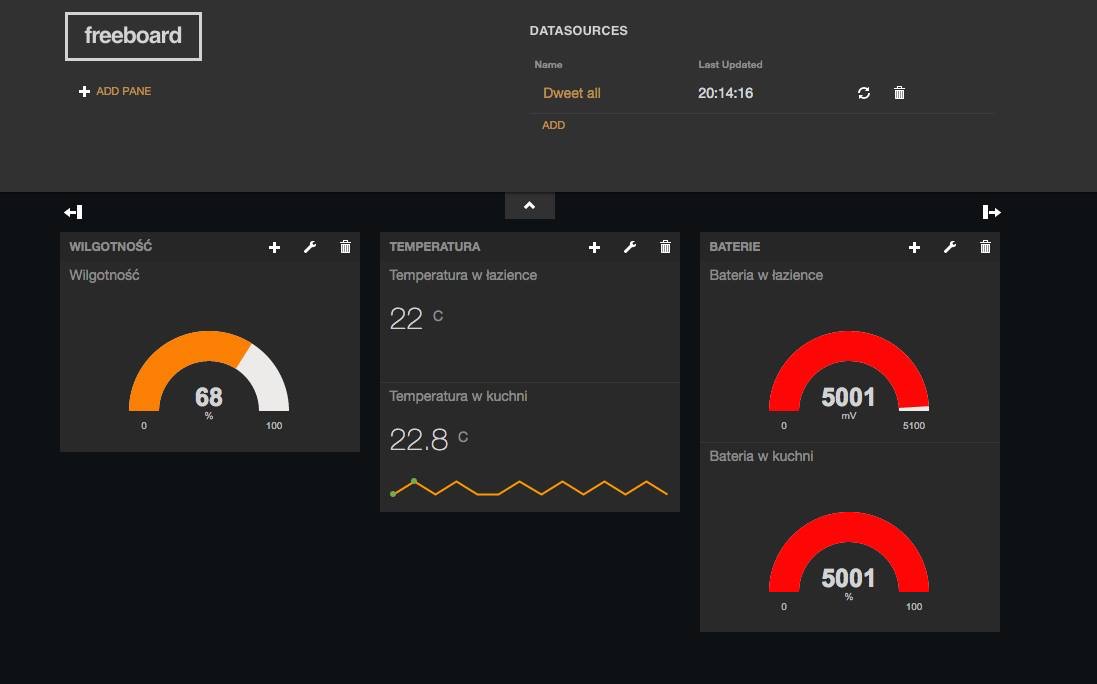 freeboard
ADD PANE
DATASOURCES
Name Last Updated
Dweet all 20:14:16
ADD
WILGOTNOŚĆ
Wilgotność
68
%
0 100
TEMPERATURA
Temperatura w łazience
22 C
Temperatura w kuchni
22.8 C
BATERIE
Bateria w łazience
5001
mV
0 5100
Bateria w kuchni
5001
%
0 100